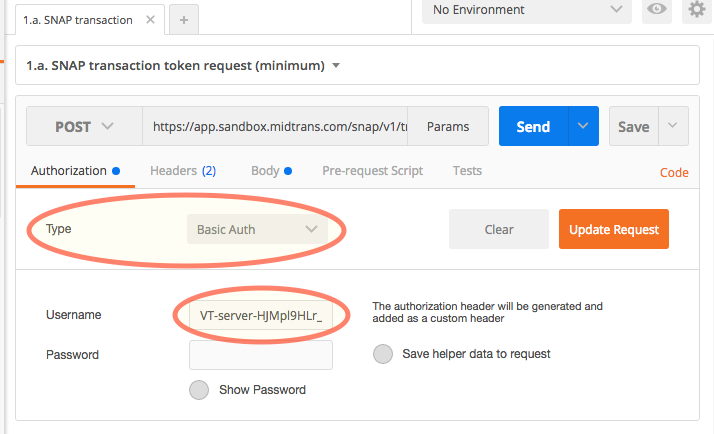 1.a. SNAP transaction
No Environment
1.a. SNAP transaction token request (minimum)
POST https://app.sandbox.midtrans.com/snap/v1/tr Params Send Save
Authorization Headers (2) Body Pre-request Script Tests Code
Type Basic Auth Clear Update Request
Username VT-server-HJMpl9HLr_
The authorization header will be generated and
added as a custom header
Password
Save helper data to request
Show Password